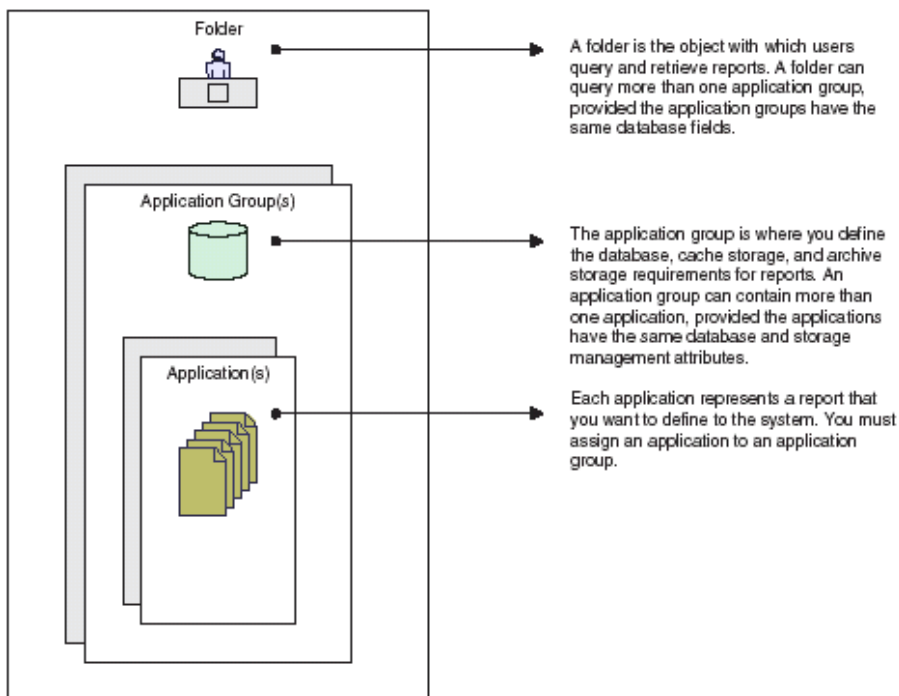 Folder
A folder is the object with which users
query and retrieve reports. A folder can
query more than one application group,
provided the application groups have the
same database fields.
Application Group(s)
The application group is where you define
the database, cache storage, and archive
storage requirements for reports. An
application group can contain more than
one application, provided the applications
have the same database and storage
management attributes.
Application(s)
Each application represents a report that
you want to define to the system. You must
assign an application to an application
group.